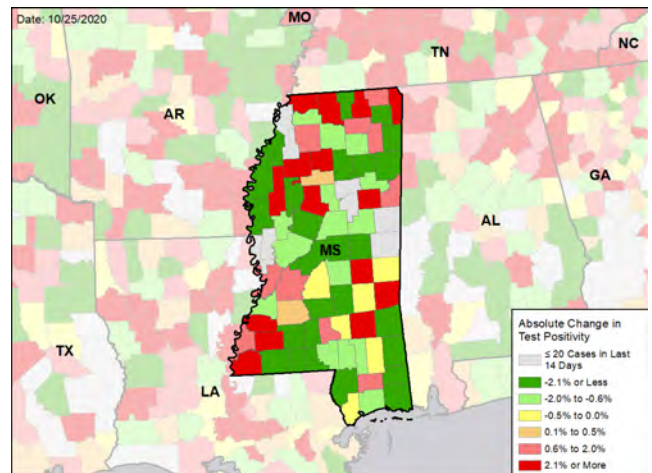 Date: 10/25/2020
MO
TN
NC
OK
AR
MS
AL
GA
TX
LA
Absolute Change in
Test Positivity
≤ 20 Cases in Last
14 Days
-2.1% or Less
-2.0% to -0.6%
-0.5% to 0.0%
0.1% to 0.5%
0.6% to 2.0%
2.1% or More